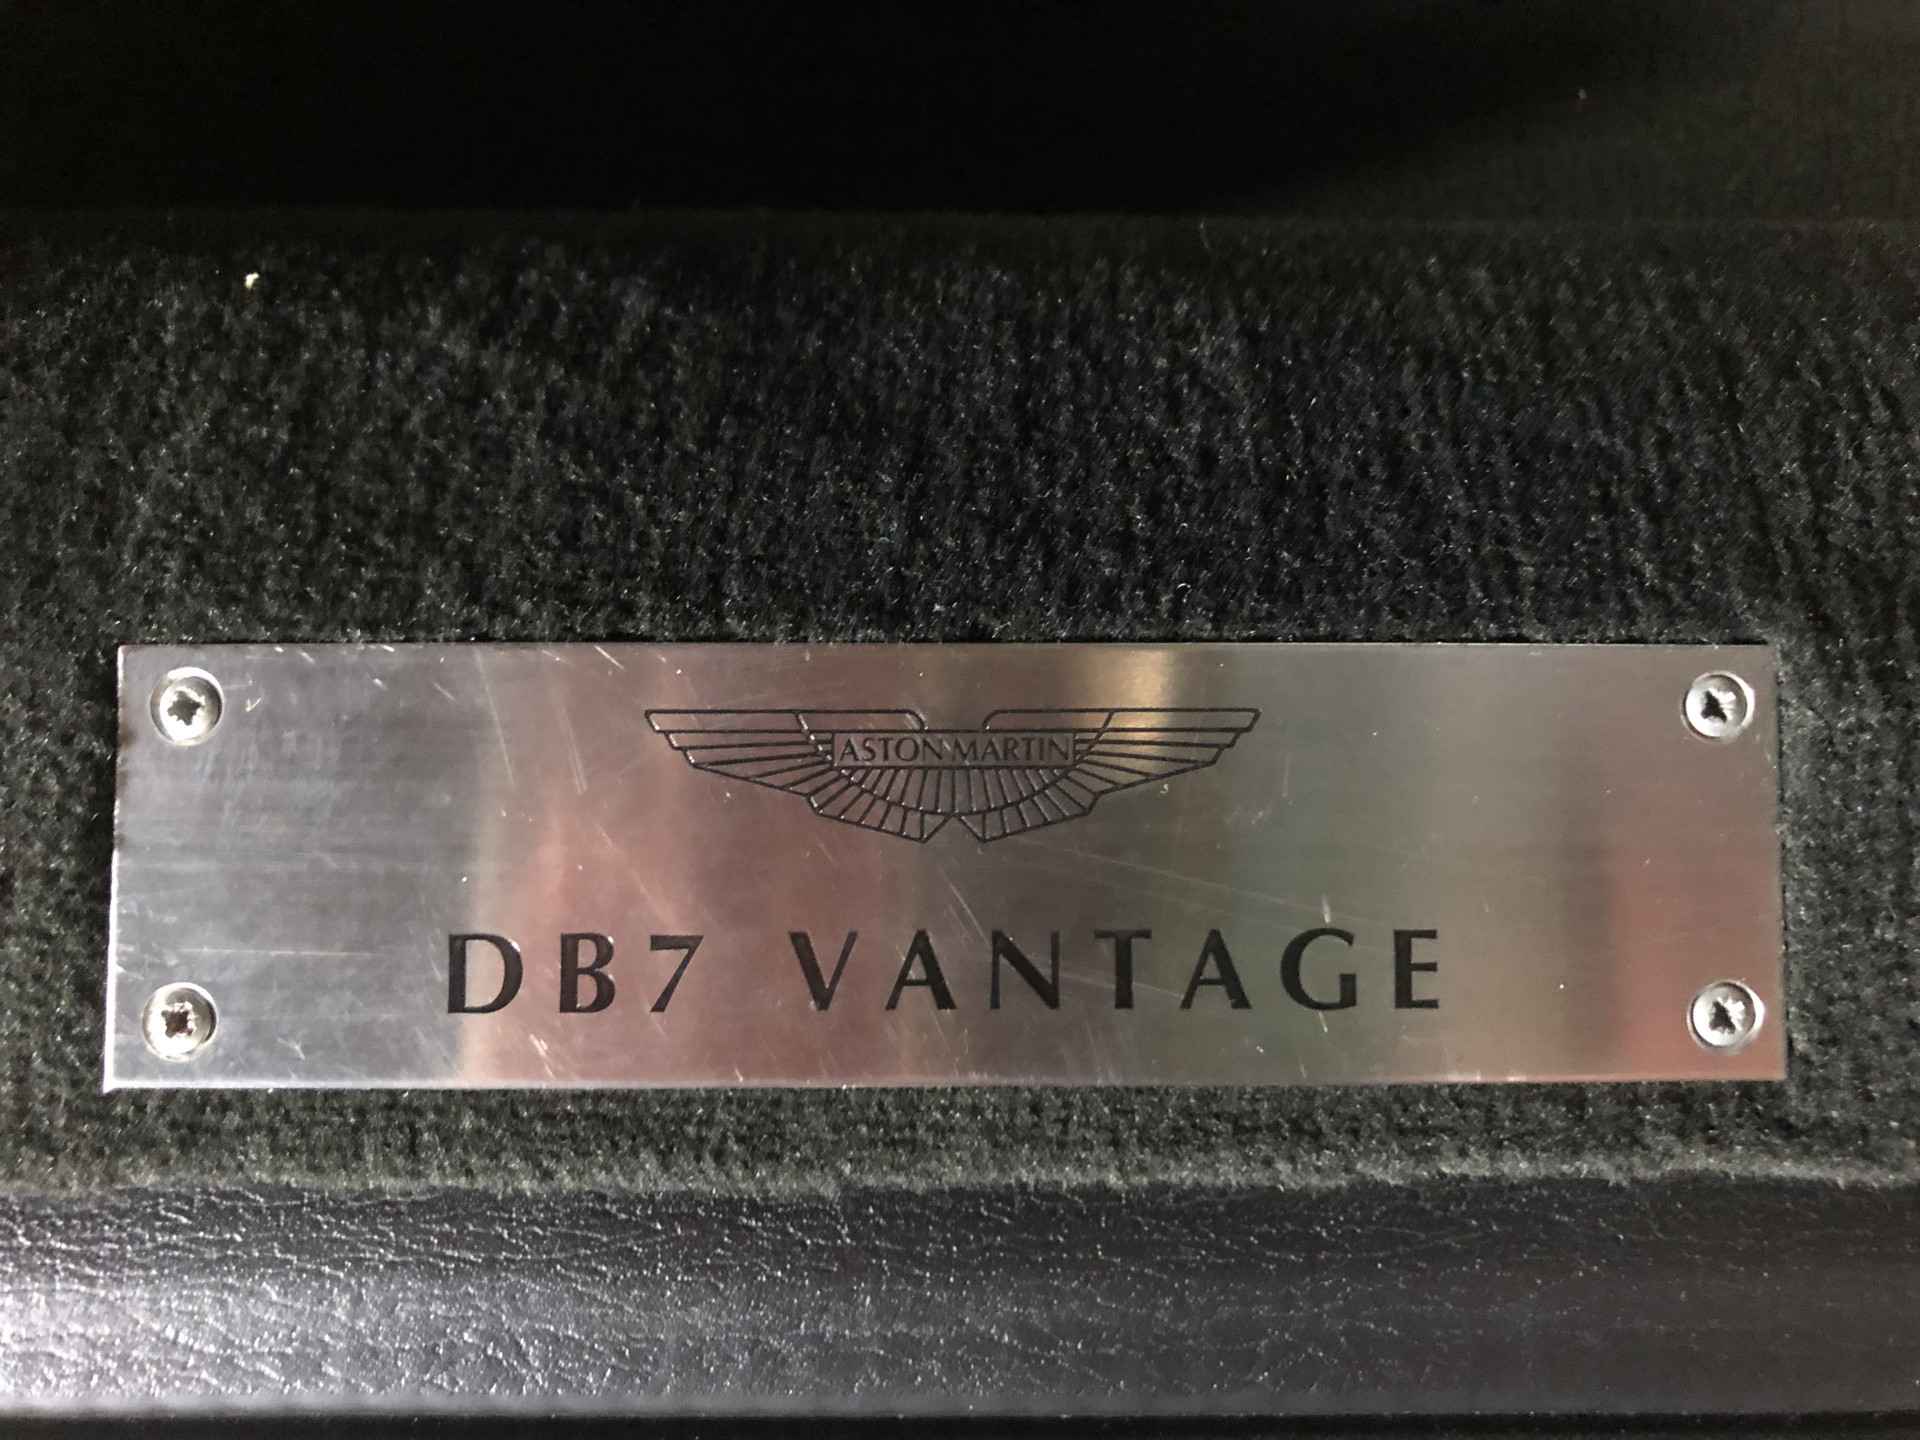 ASTON MARTIN
DB7 VANTAGE